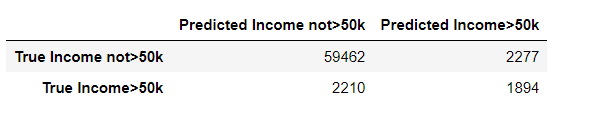 Predicted Income not>50k Predicted Income>50k
True Income not>50k 59462 2277
True Income>50k 2210 1894